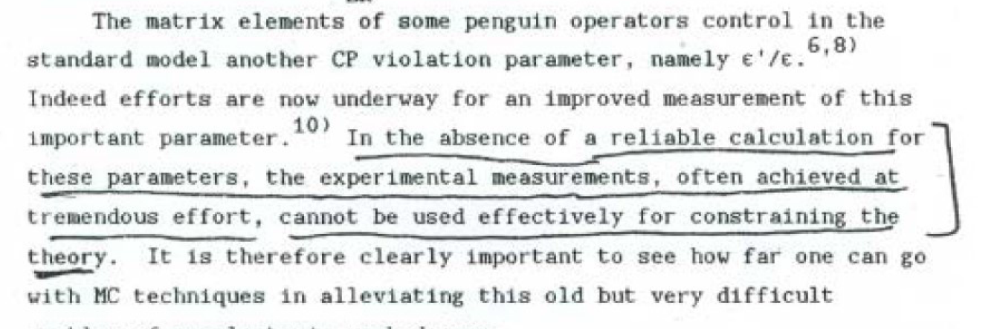 The matrix elements of some penguin operators control in the
standard model another CP violation parameter, namely ε'/ε.6,8)
Indeed efforts are now underway for an improved measurement of this
important parameter.10) In the absence of a reliable calculation for
these parameters, the experimental measurements, often achieved at
tremendous effort, cannot be used effectively for constraining the
theory. It is therefore clearly important to see how far one can go
with MC techniques in alleviating this old but very difficult